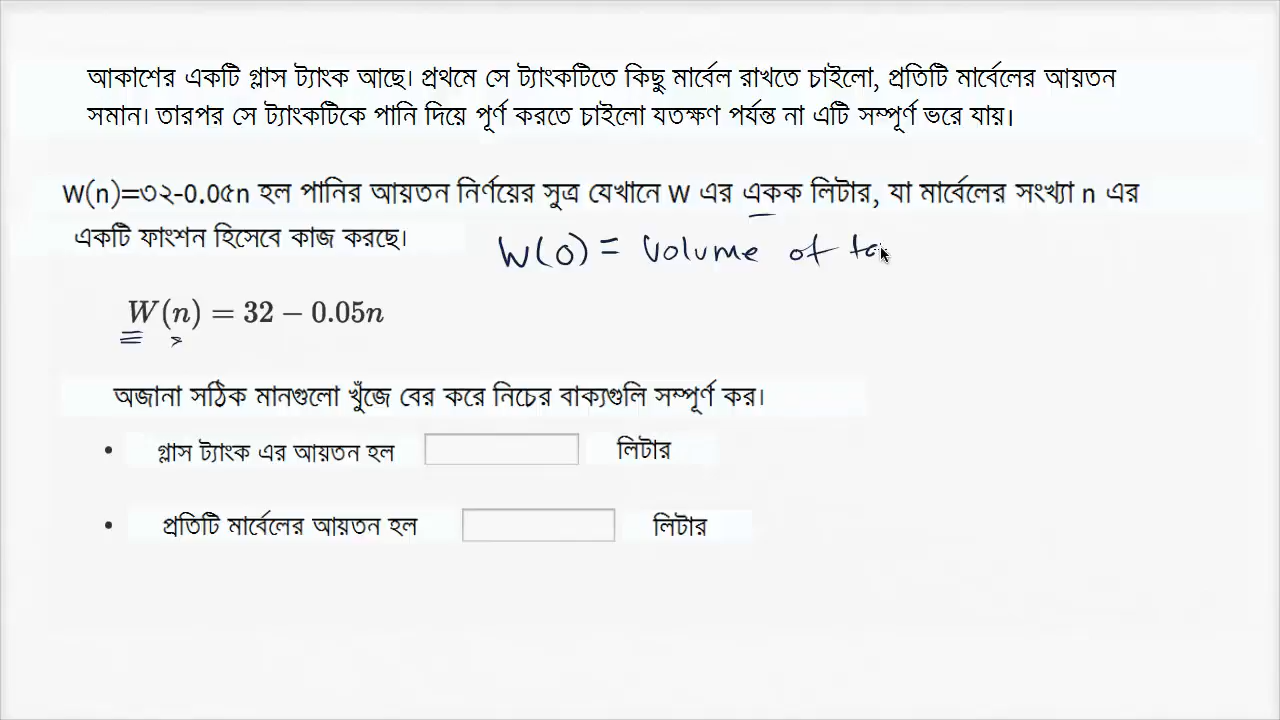 আকাশের একটি গ্লাস ট্যাংক আছে। প্রথমে সে ট্যাংকটিতে কিছু মার্বেল রাখতে চাইলো, প্রতিটি মার্বেলের আয়তন
সমান। তারপর সে ট্যাংকটিকে পানি দিয়ে পূর্ণ করতে চাইলো যতক্ষণ পর্যন্ত না এটি সম্পূর্ণ ভরে যায়।
W(n)=৩২-0.0৫n হল পানির আয়তন নির্ণয়ের সুত্র যেখানে W এর একক লিটার, যা মার্বেলের সংখ্যা n এর
একটি ফাংশন হিসেবে কাজ করছে।
W(0) = Volume of ta
W(n) = 32 − 0.05n
অজানা সঠিক মানগুলো খুঁজে বের করে নিচের বাক্যগুলি সম্পূর্ণ কর।
• গ্লাস ট্যাংক এর আয়তন হল লিটার
• প্রতিটি মার্বেলের আয়তন হল লিটার